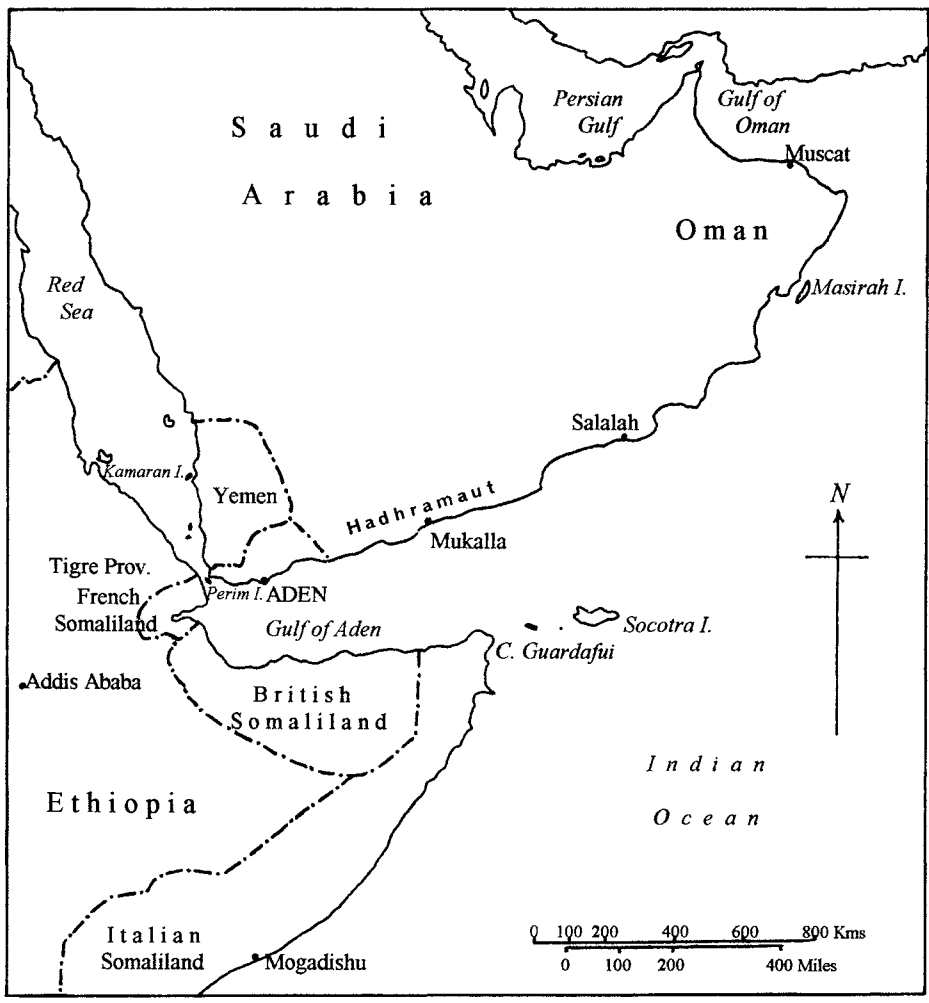 Persian
Gulf
Gulf of
Oman
Saudi
Arabia
Muscat
Oman
Red
Sea
Masirah I.
Salalah
Kamaran I.
Yemen
Hadhramaut
N
Mukalla
Tigre Prov.
French
Somaliland
Perim I.
ADEN
Gulf of Aden
Socotra I.
C. Guardafui
Addis Ababa
British
Somaliland
Indian
Ocean
Ethiopia
Italian
Somaliland
Mogadishu
0 100 200 400 600 800 Kms
0 100 200 400 Miles